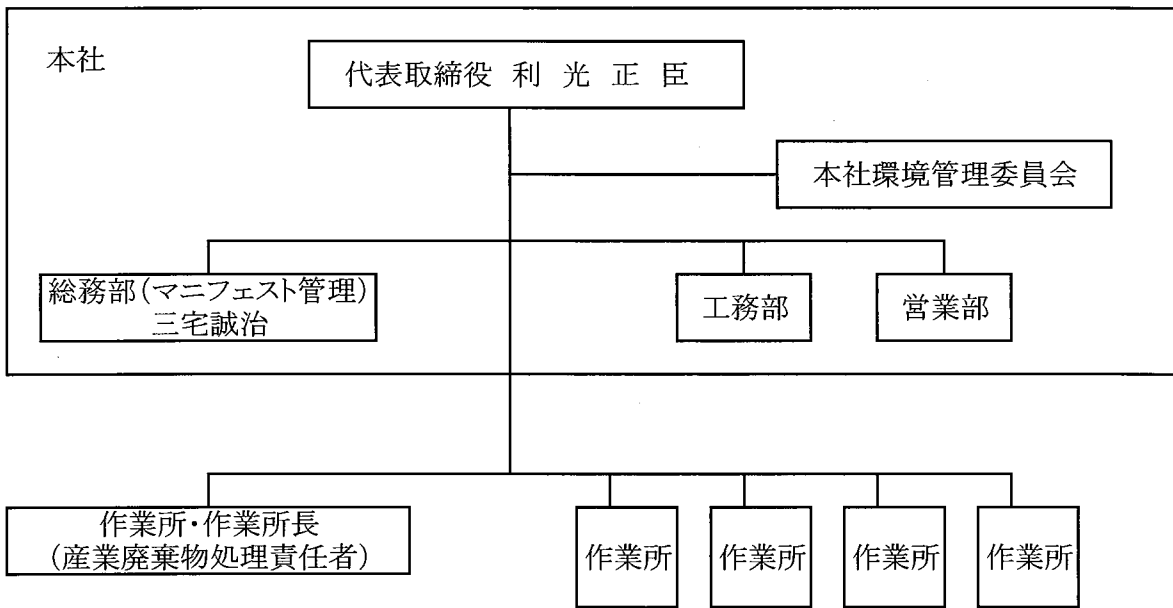 本社
代表取締役 利 光 正 臣
本社環境管理委員会
総務部(マニフェスト管理)
三宅誠治
工務部
営業部
作業所・作業所長
(産業廃棄物処理責任者)
作業所
作業所
作業所
作業所